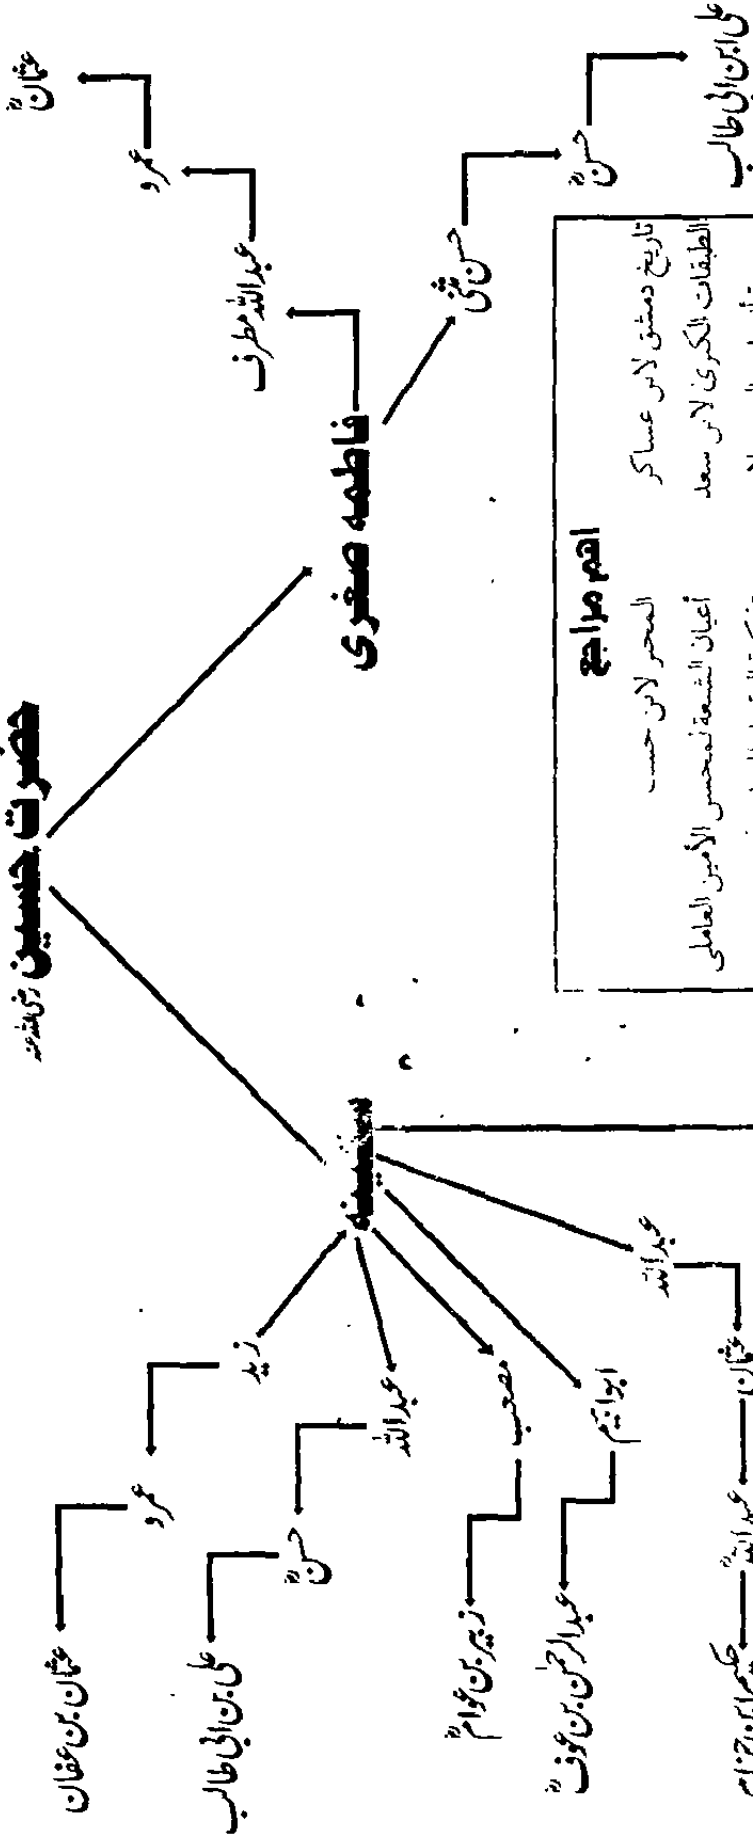 حضرت حسین رضی اللہ عنہ
فاطمہ صغری
سکینہ
عبداللہ مطرف
عمرو
عثمانؓ
حسن مثنی
حسنؓ
علی ابن ابی طالب
زید
عمرو
عثمان بن عفان
عبداللہ
حسنؓ
علی بن ابی طالب
مصعب
زبیر بن عوامؓ
ابراہیم
عبدالرحمن بن عوفؓ
عبداللہ
عثمان
عبداللہؓ
حکیم ابن حزام
اهم مراجع
تاریخ دمشق لابن عساکر
المحبر لابن حبیب
الطبقات الکبری لابن سعد
أعیان الشیعة لمحسن الأمین العاملی